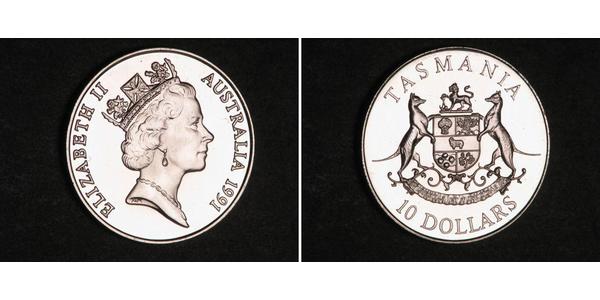 ELIZABETH II
AUSTRALIA 1991
TASMANIA
10 DOLLARS